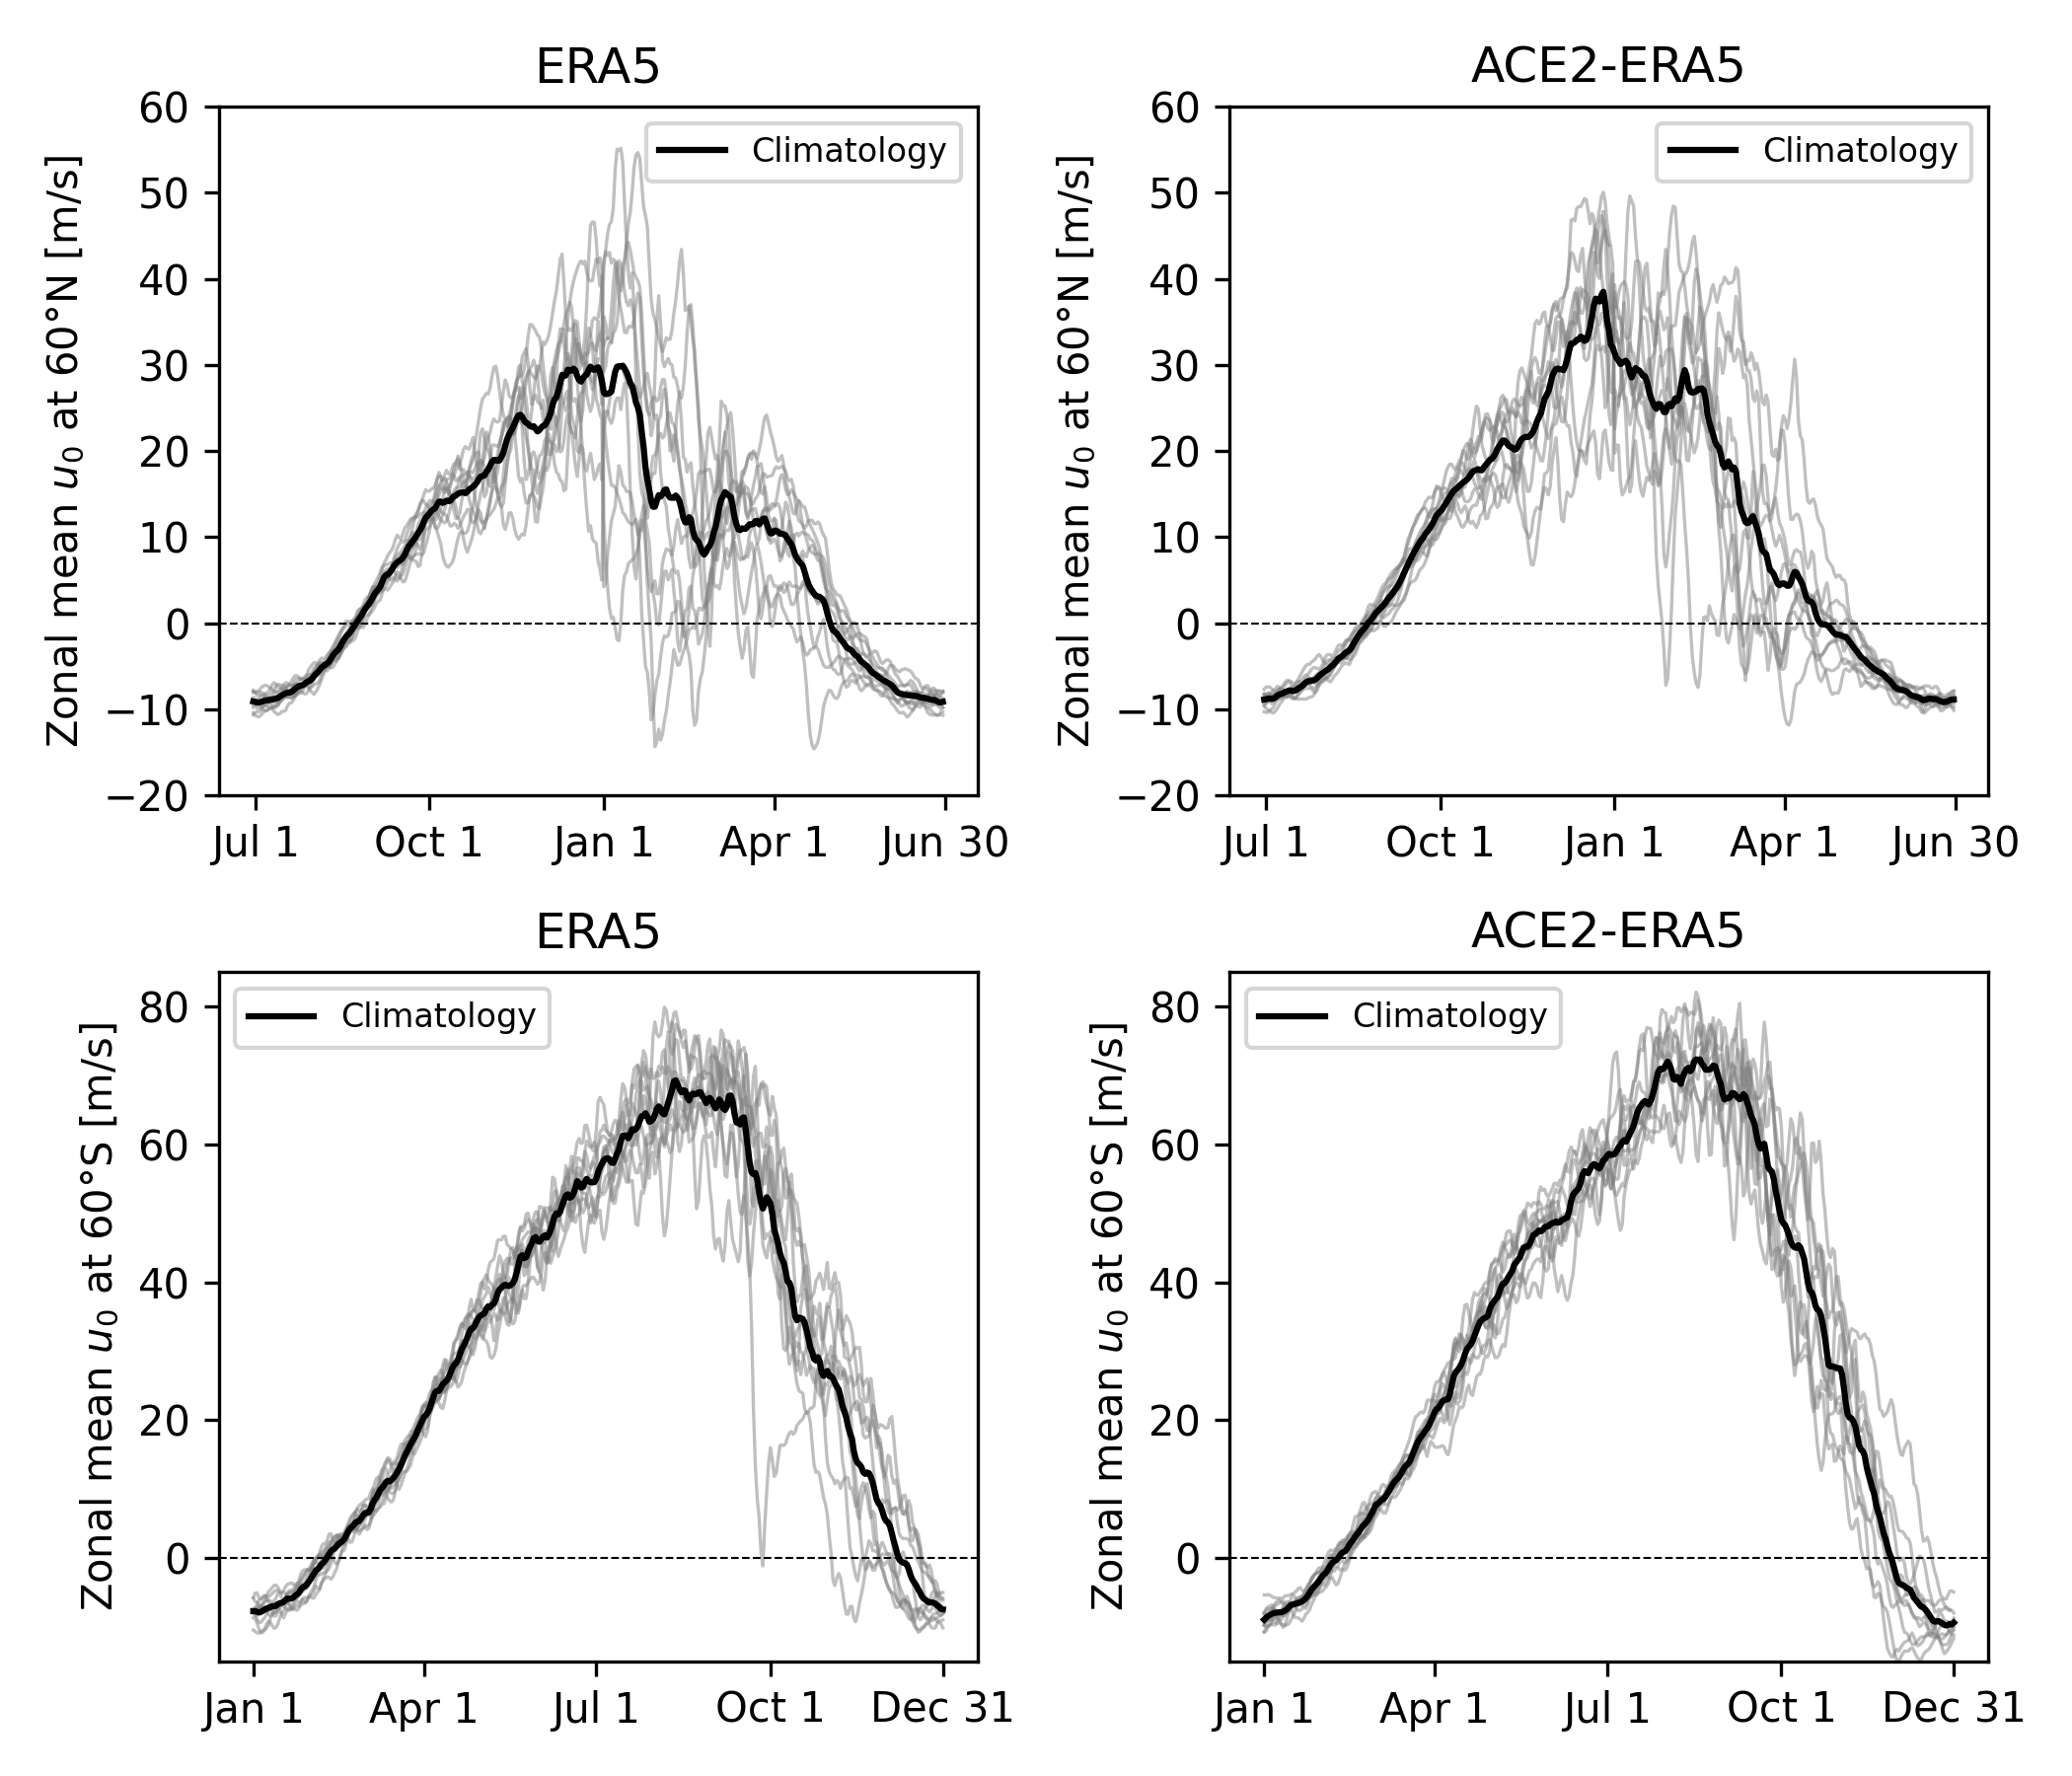 ERA5
Zonal mean u₀ at 60°N [m/s]
60
50
40
30
20
10
0
−10
−20
Climatology
Jul 1 Oct 1 Jan 1 Apr 1 Jun 30
ACE2-ERA5
Zonal mean u₀ at 60°N [m/s]
60
50
40
30
20
10
0
−10
−20
Climatology
Jul 1 Oct 1 Jan 1 Apr 1 Jun 30
ERA5
Zonal mean u₀ at 60°S [m/s]
80
60
40
20
0
Climatology
Jan 1 Apr 1 Jul 1 Oct 1 Dec 31
ACE2-ERA5
Zonal mean u₀ at 60°S [m/s]
80
60
40
20
0
Climatology
Jan 1 Apr 1 Jul 1 Oct 1 Dec 31